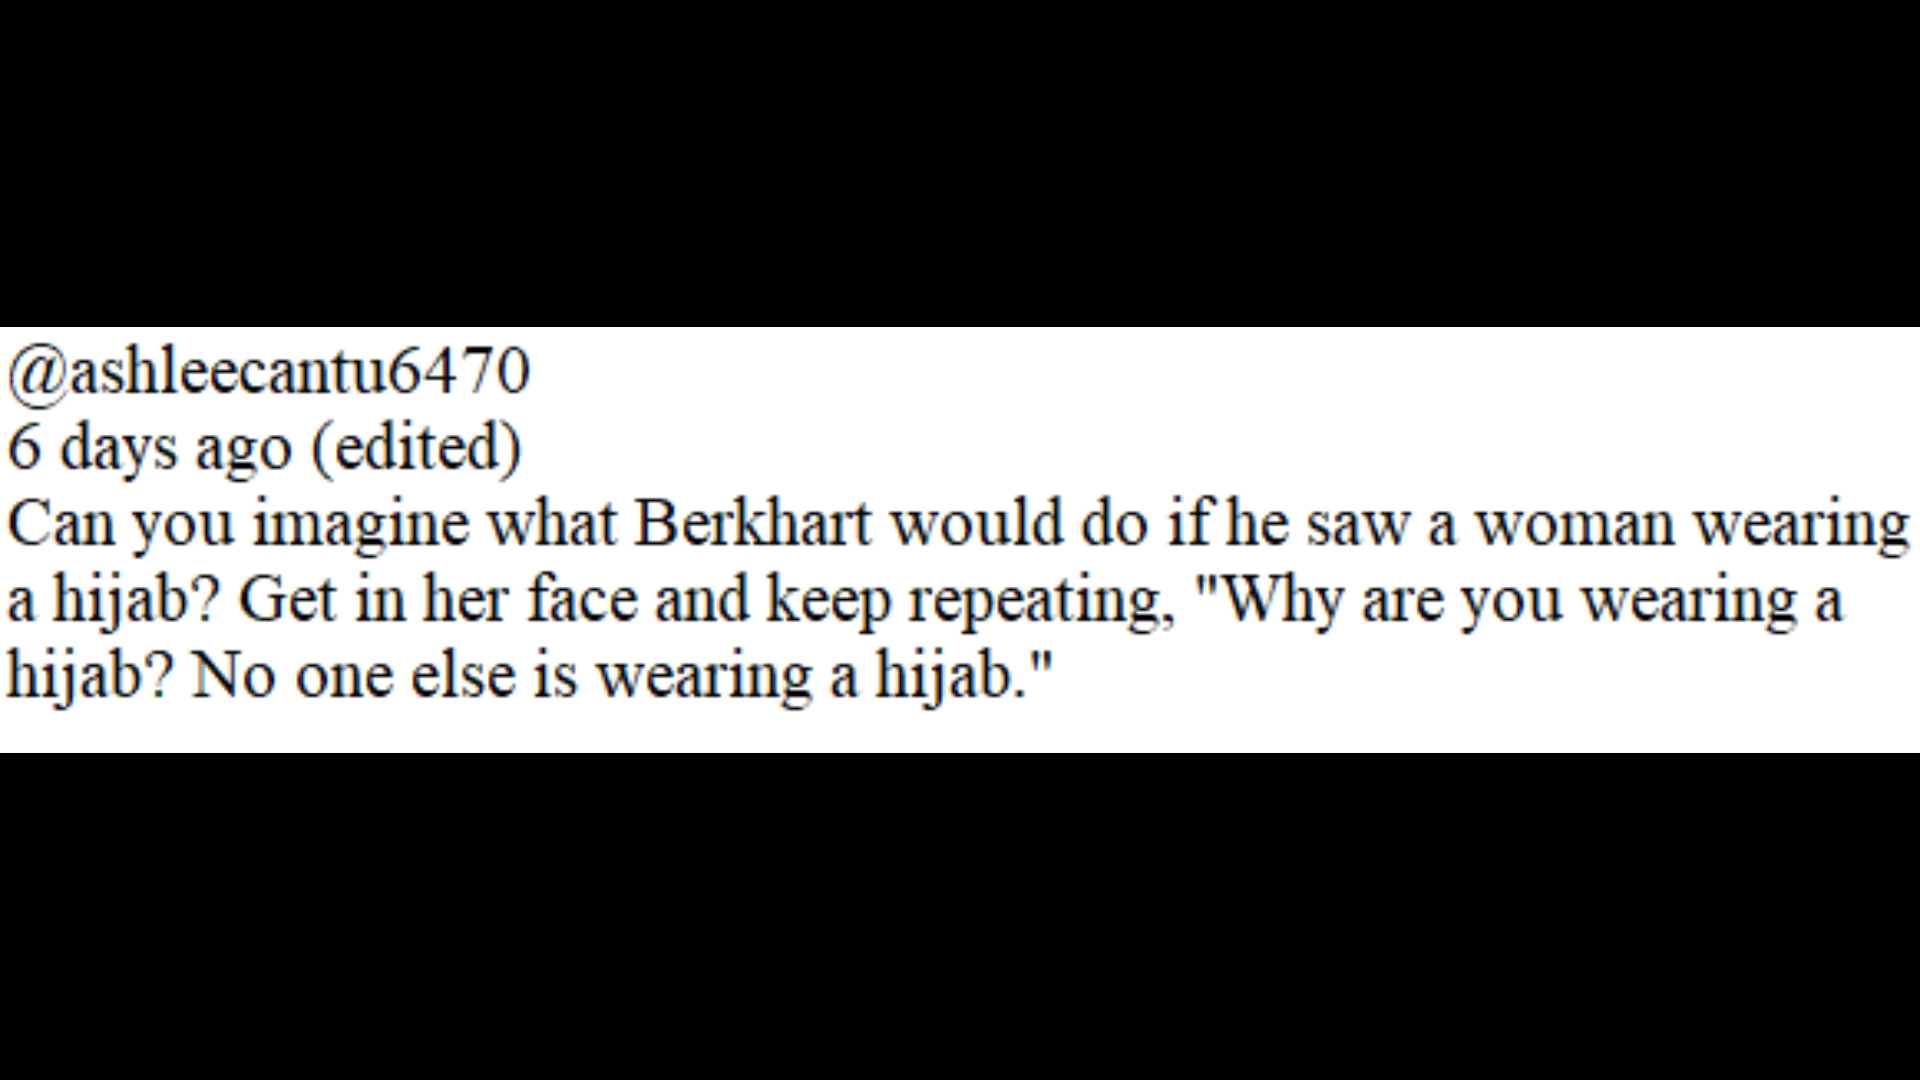 @ashleecantu6470
6 days ago (edited)
Can you imagine what Berkhart would do if he saw a woman wearing
a hijab? Get in her face and keep repeating, "Why are you wearing a
hijab? No one else is wearing a hijab."